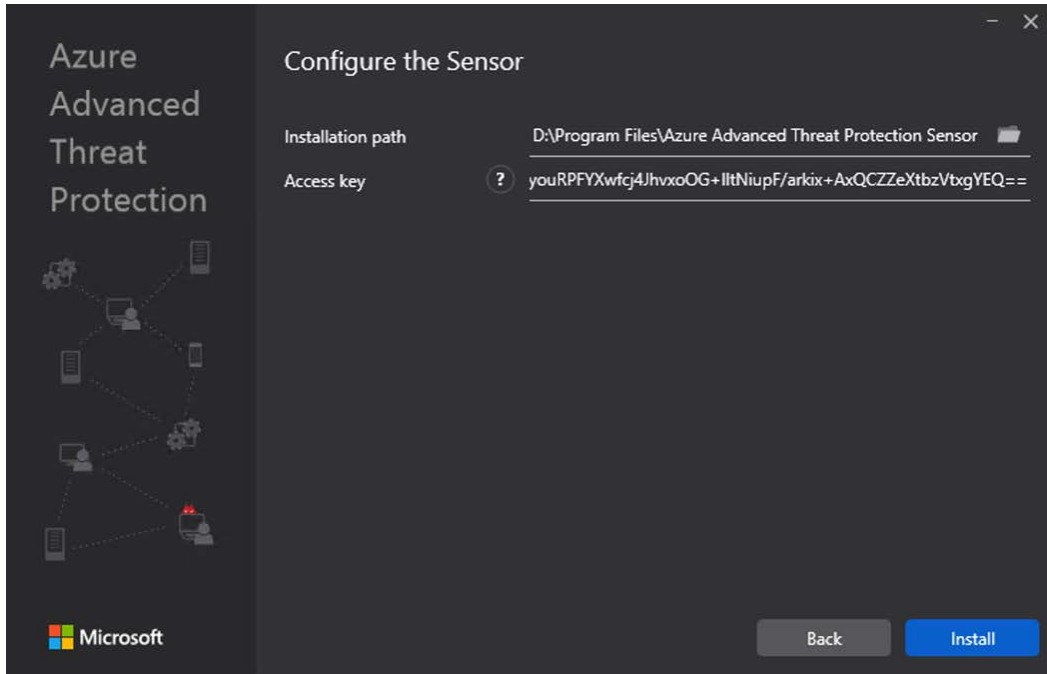 Azure
Advanced
Threat
Protection
Configure the Sensor
Installation path D:\Program Files\Azure Advanced Threat Protection Sensor
Access key ? youRPFYXwfcj4JhvxoOG+IltNiupF/arkix+AxQCZZeXtbzVtxgYEQ==
Microsoft
Back Install